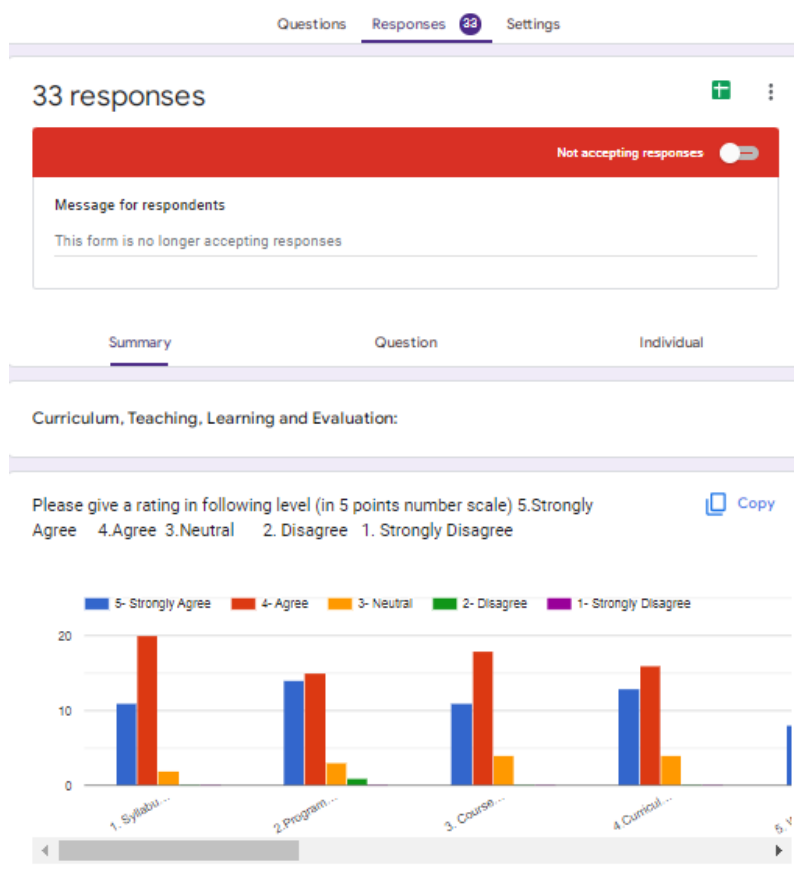 Questions Responses 33 Settings
33 responses
Not accepting responses
Message for respondents
This form is no longer accepting responses
Summary Question Individual
Curriculum, Teaching, Learning and Evaluation:
Please give a rating in following level (in 5 points number scale) 5.Strongly
Agree 4.Agree 3.Neutral 2. Disagree 1. Strongly Disagree
Copy
5- Strongly Agree 4- Agree 3- Neutral 2- Disagree 1- Strongly Disagree
20
10
0
1. Syllabu... 2.Program... 3. Course... 4.Curricul... 5.